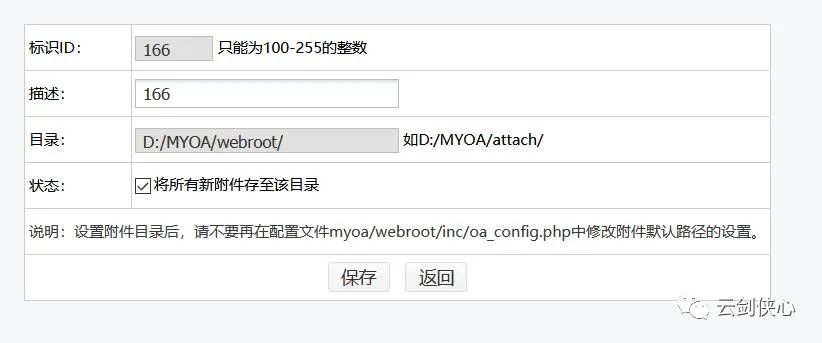 标识ID： 166 只能为100-255的整数
描述： 166
目录： D:/MYOA/webroot/ 如D:/MYOA/attach/
状态： 将所有新附件存至该目录
说明：设置附件目录后，请不要再在配置文件myoa/webroot/inc/oa_config.php中修改附件默认路径的设置。
保存 返回
云剑侠心